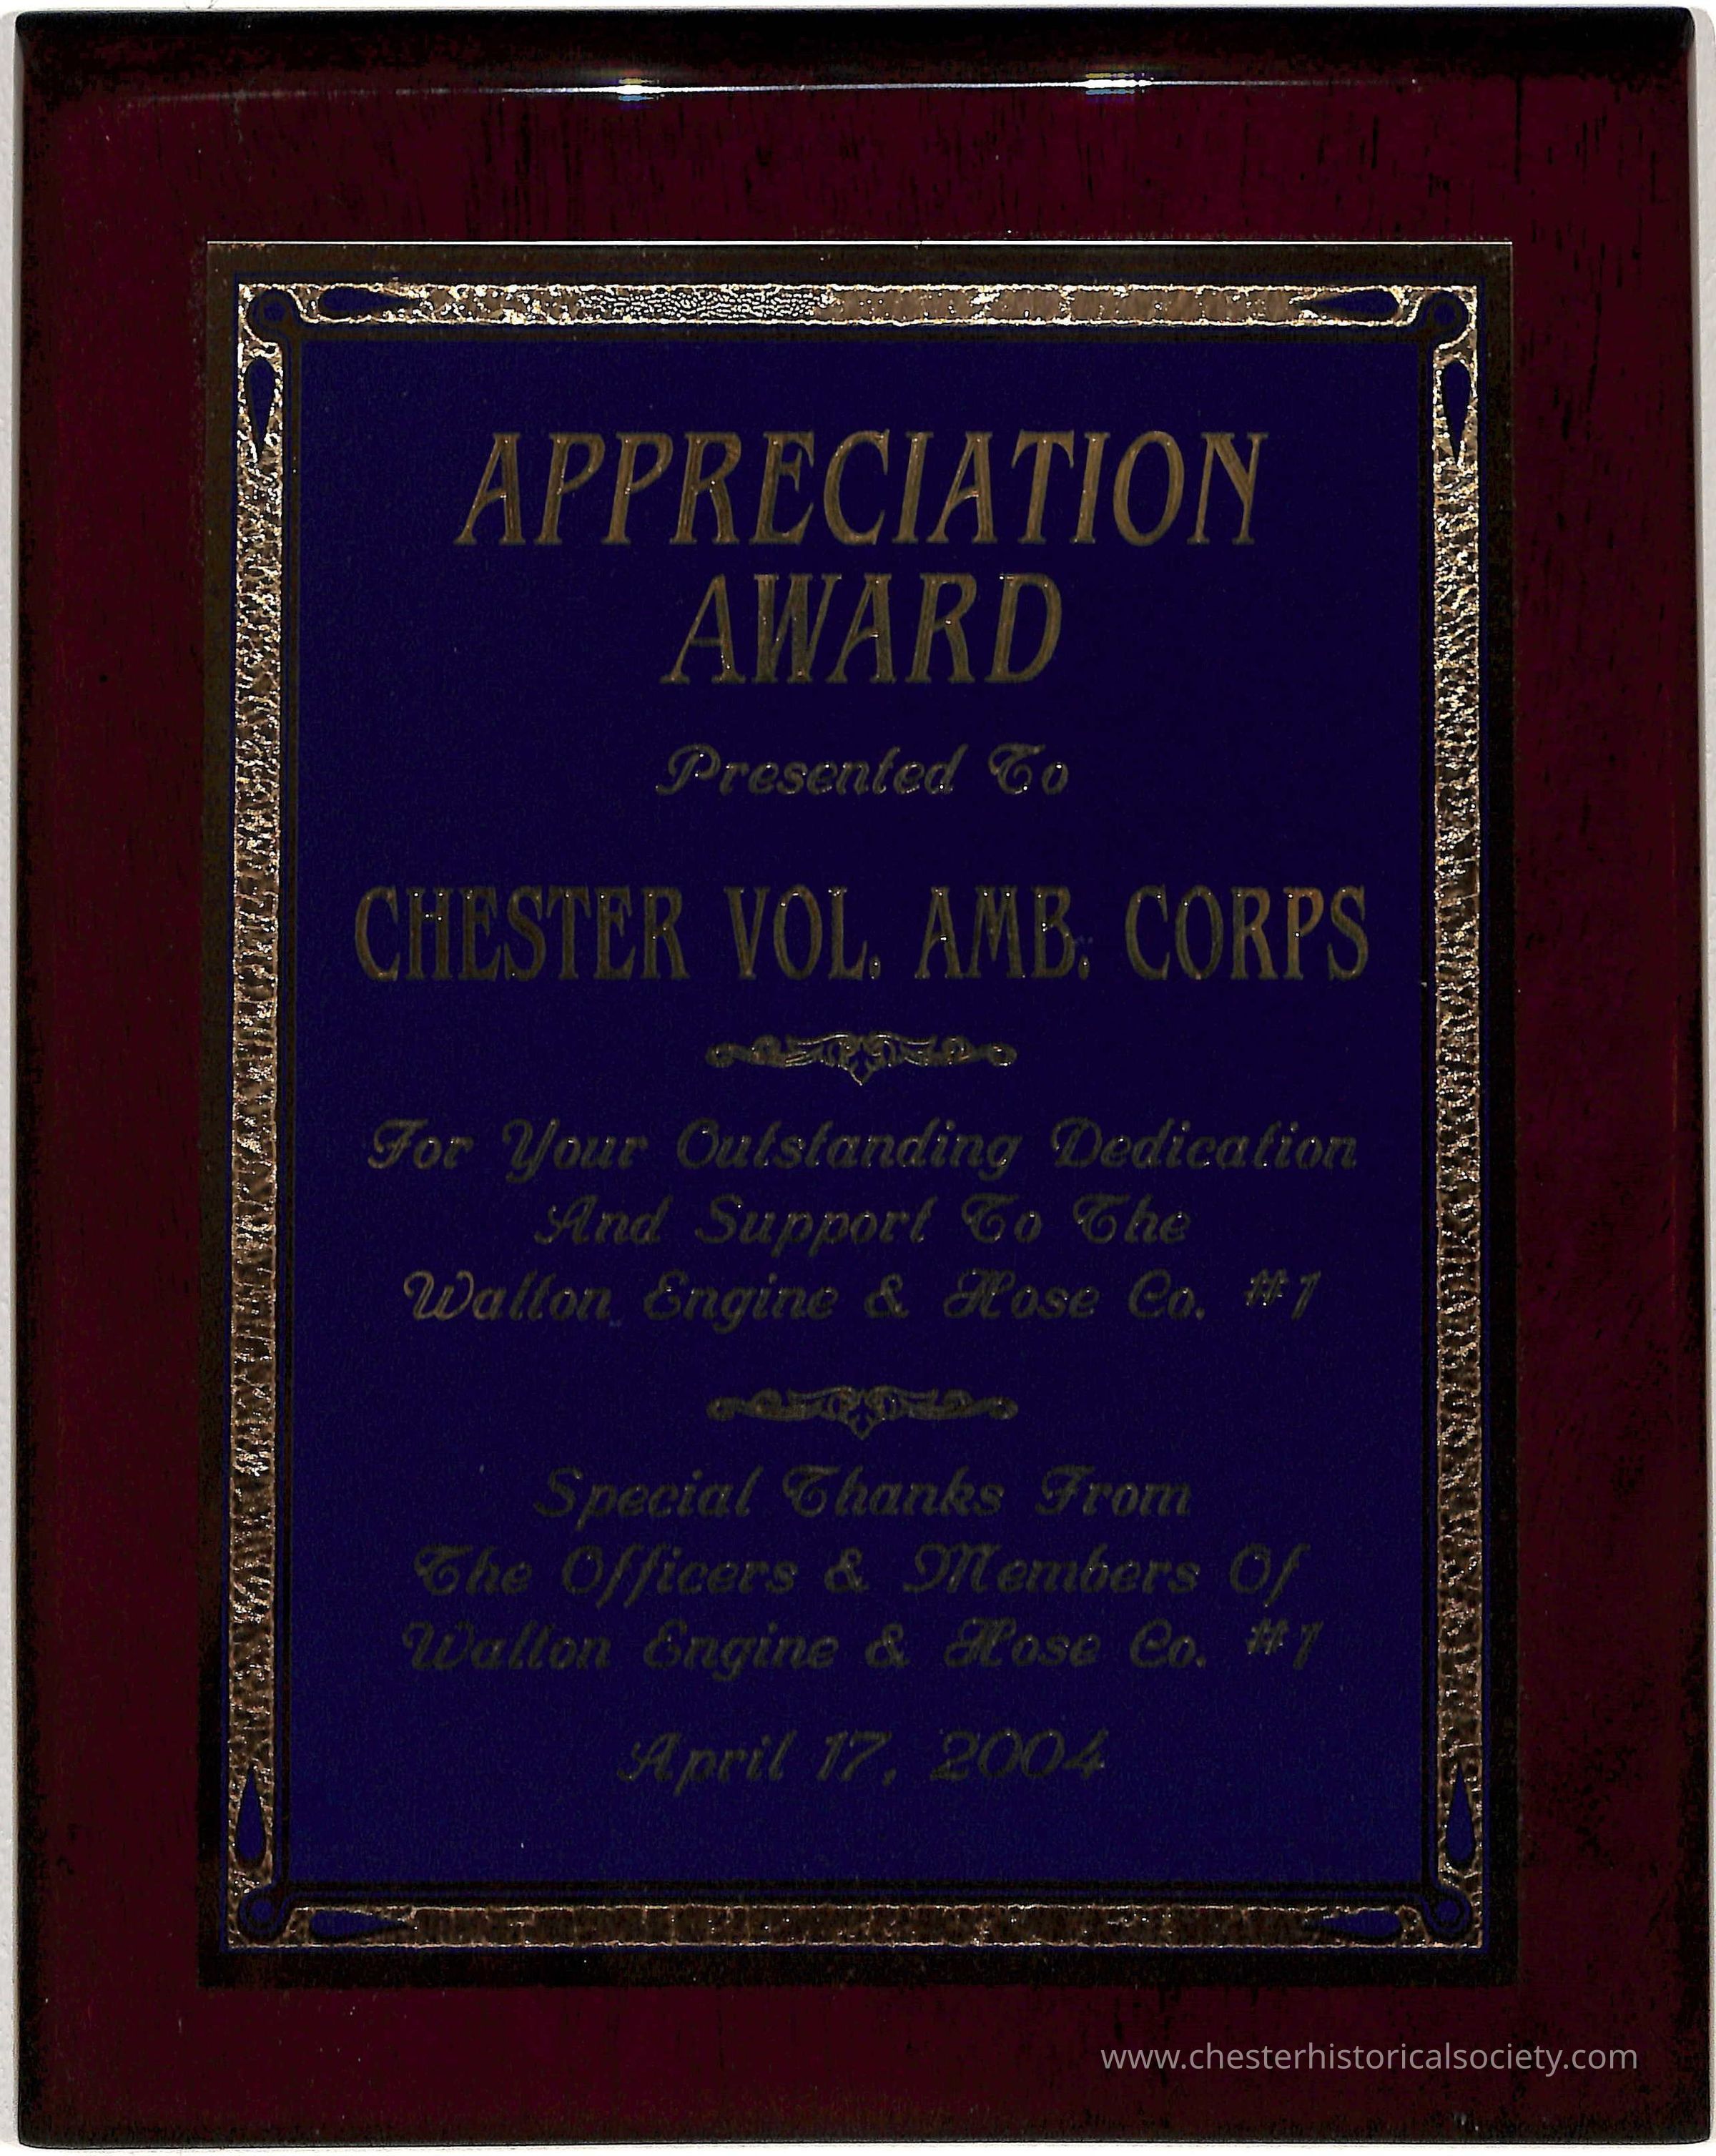 APPRECIATION
AWARD
Presented To
CHESTER VOL. AMB. CORPS
For Your Outstanding Dedication
And Support To The
Walton Engine & Hose Co. #1
Special Thanks From
The Officers & Members Of
Walton Engine & Hose Co. #1
April 17, 2004
www.chesterhistoricalsociety.com